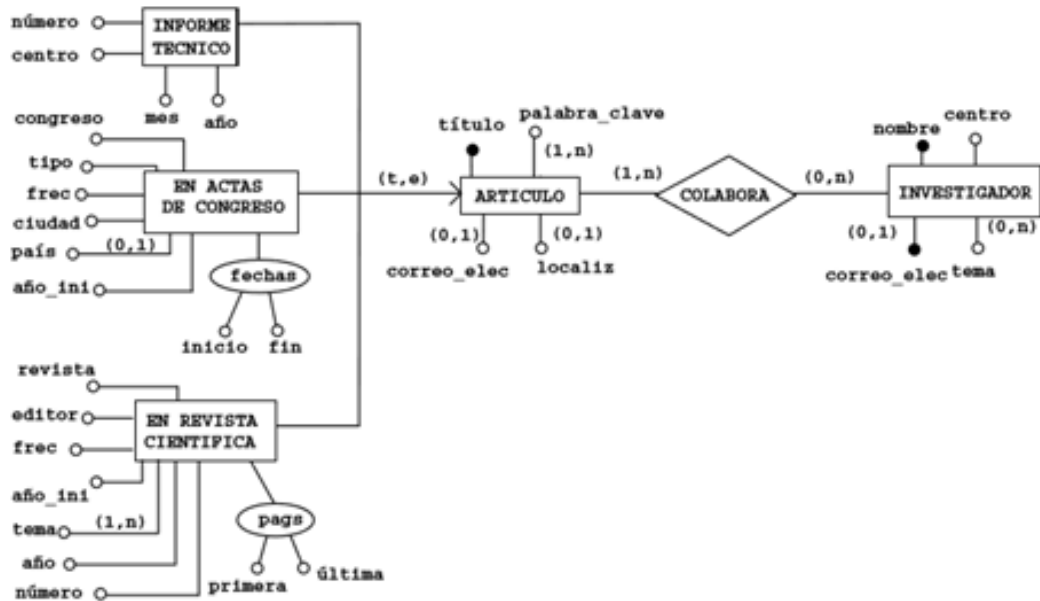 número
INFORME
TECNICO
centro
mes
año
congreso
tipo
EN ACTAS
DE CONGRESO
frec
ciudad
país
(0,1)
año_ini
fechas
inicio
fin
(t,e)
título
palabra_clave
(1,n)
ARTICULO
(0,1)
(0,1)
correo_elec
localiz
(1,n)
COLABORA
(0,n)
nombre
centro
INVESTIGADOR
(0,1)
(0,n)
correo_elec
tema
revista
editor
EN REVISTA
CIENTIFICA
frec
año_ini
tema
(1,n)
año
número
pags
primera
última